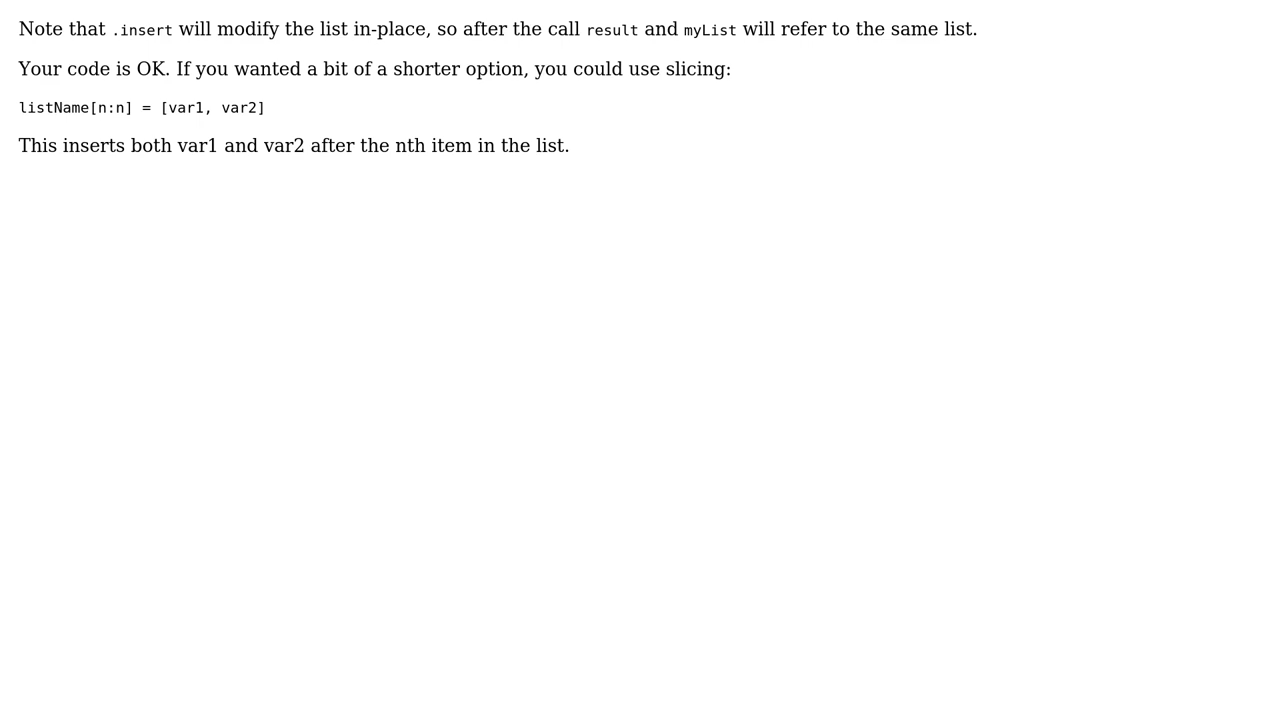 Note that .insert will modify the list in-place, so after the call result and myList will refer to the same list.
Your code is OK. If you wanted a bit of a shorter option, you could use slicing:
listName[n:n] = [var1, var2]
This inserts both var1 and var2 after the nth item in the list.